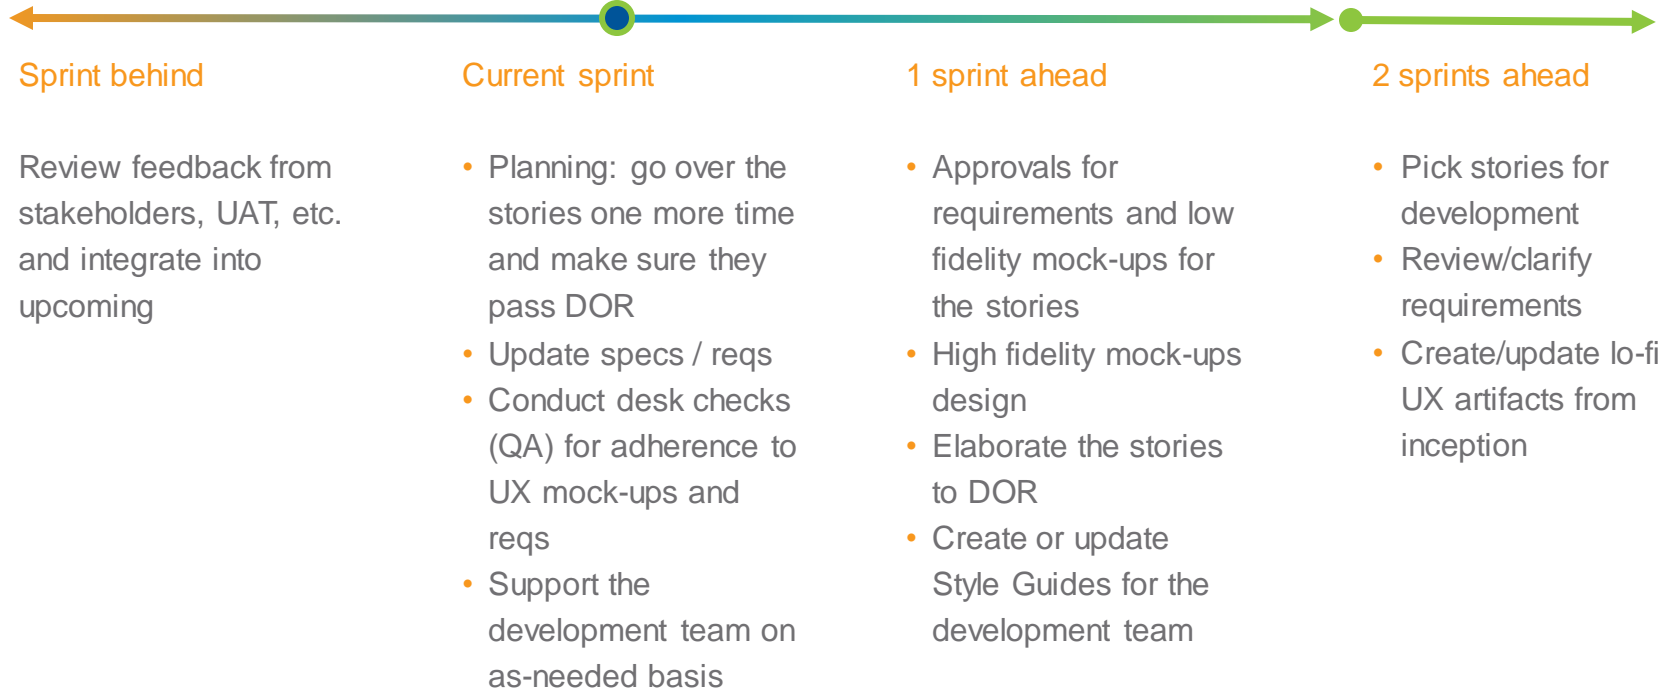 Sprint behind
Review feedback from
stakeholders, UAT, etc.
and integrate into
upcoming
Current sprint
• Planning: go over the
stories one more time
and make sure they
pass DOR
• Update specs / reqs
• Conduct desk checks
(QA) for adherence to
UX mock-ups and
reqs
• Support the
development team on
as-needed basis
1 sprint ahead
• Approvals for
requirements and low
fidelity mock-ups for
the stories
• High fidelity mock-ups
design
• Elaborate the stories
to DOR
• Create or update
Style Guides for the
development team
2 sprints ahead
• Pick stories for
development
• Review/clarify
requirements
• Create/update lo-fi
UX artifacts from
inception